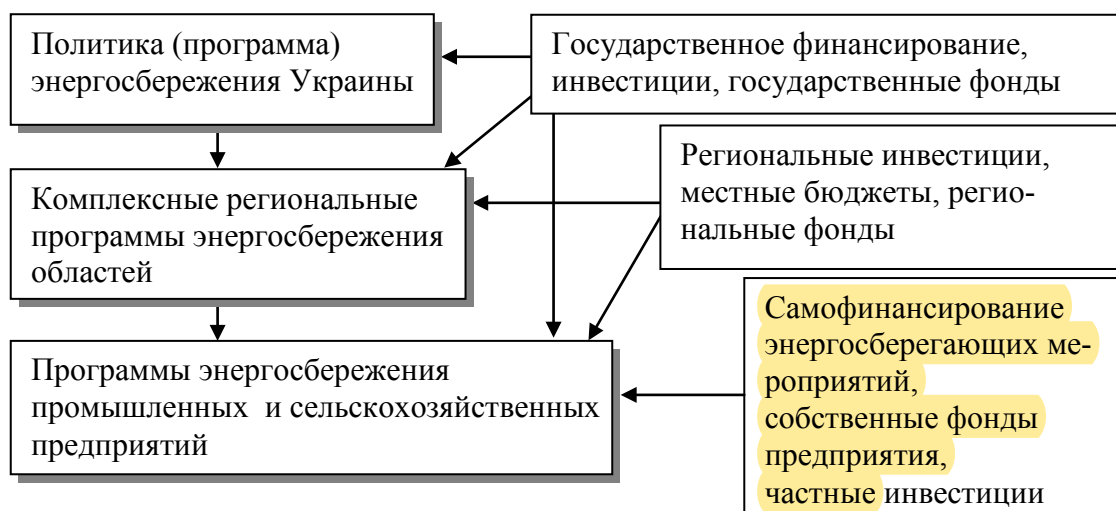 Политика (программа)
энергосбережения Украины
Государственное финансирование,
инвестиции, государственные фонды
Региональные инвестиции,
местные бюджеты, регио-
нальные фонды
Комплексные региональные
программы энергосбережения
областей
Самофинансирование
энергосберегающих ме-
роприятий,
собственные фонды
предприятия,
частные инвестиции
Программы энергосбережения
промышленных и сельскохозяйственных
предприятий